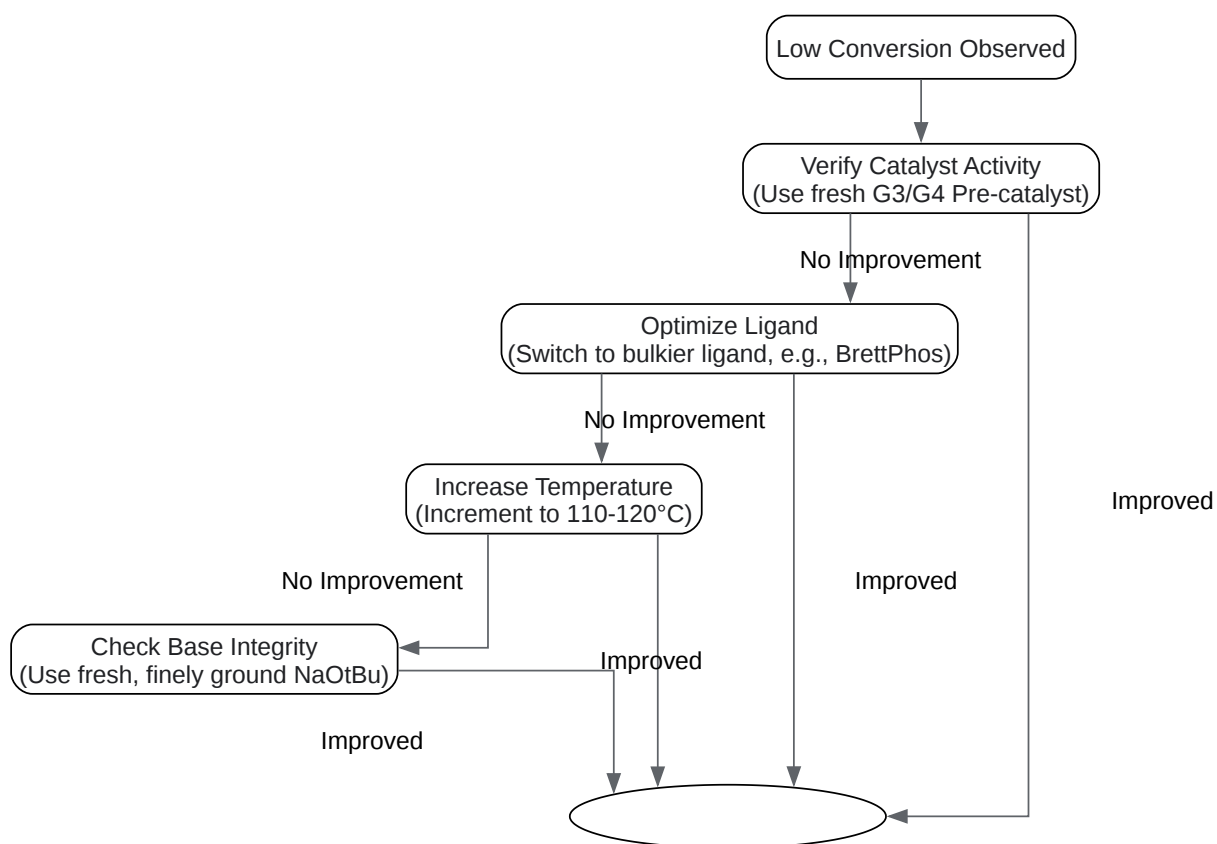 Low Conversion Observed
Verify Catalyst Activity
(Use fresh G3/G4 Pre-catalyst)
No Improvement
Optimize Ligand
(Switch to bulkier ligand, e.g., BrettPhos)
No Improvement
Increase Temperature
(Increment to 110-120°C)
Improved
No Improvement
Improved
Check Base Integrity
(Use fresh, finely ground NaOtBu)
Improved
Improved